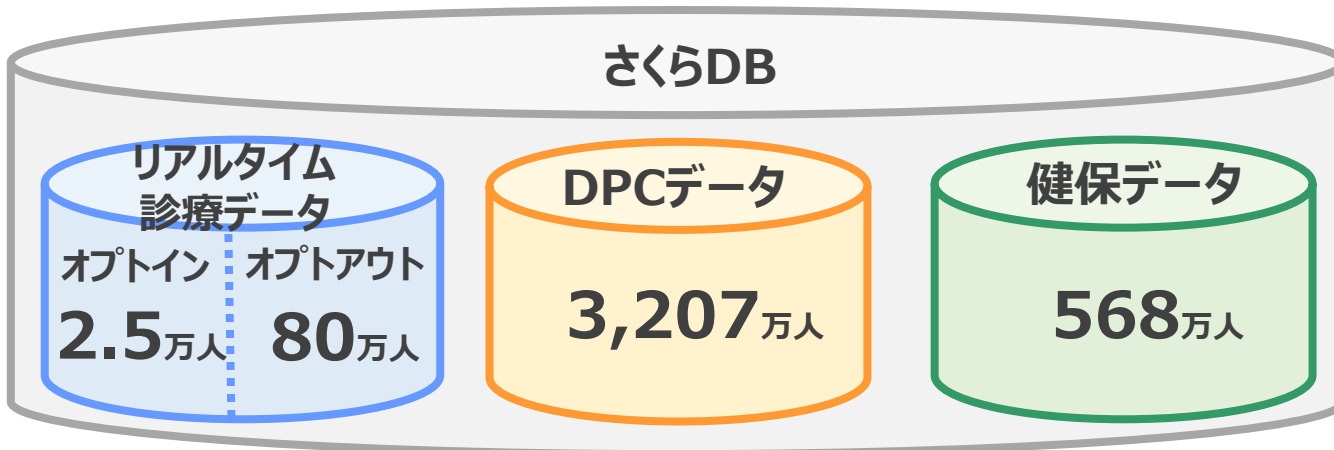 さくらDB
リアルタイム
診療データ
オプトイン
オプトアウト
2.5万人
80万人
DPCデータ
3,207万人
健保データ
568万人